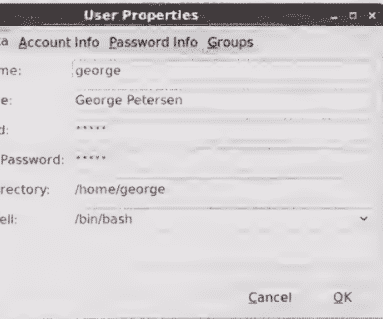 User Properties
ta Account Info Password Info Groups
me: george
e: George Petersen
d: *****
Password: *****
rectory: /home/george
ell: /bin/bash
Cancel OK